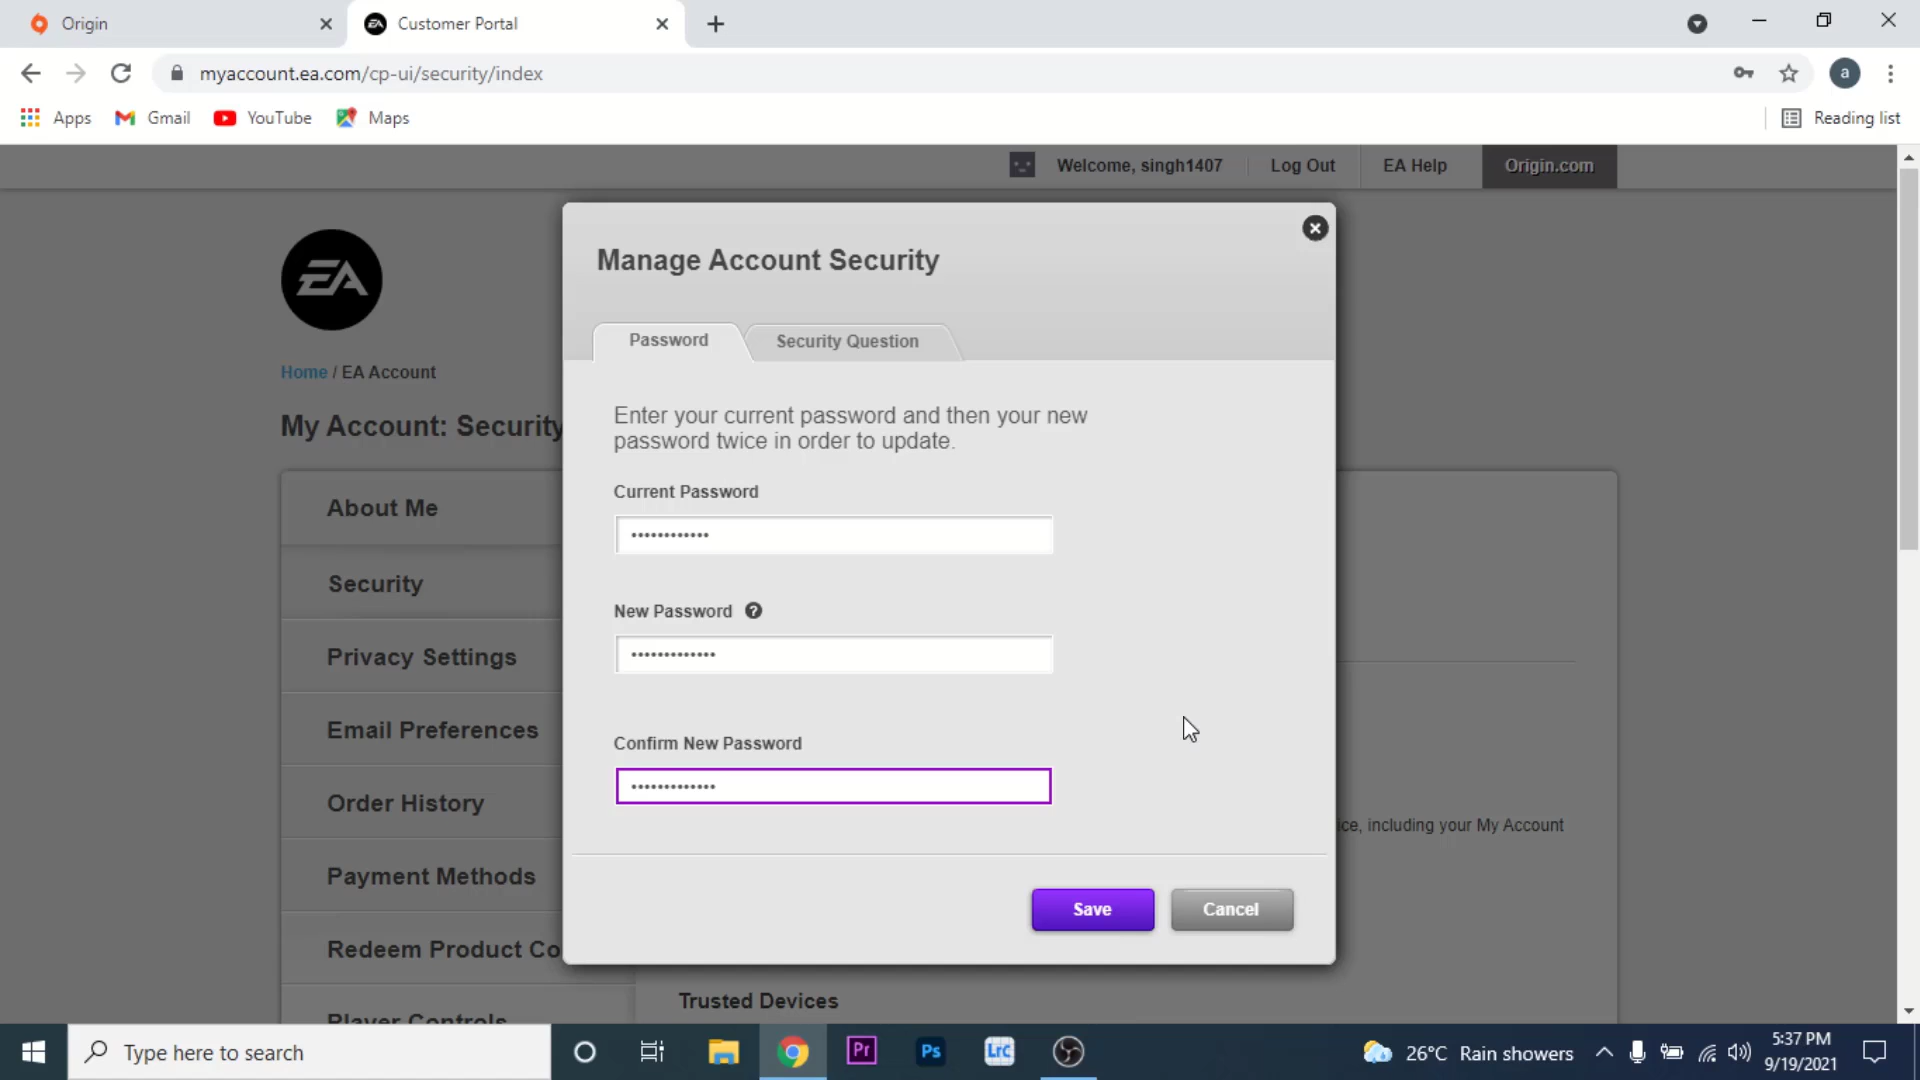 Origin
Customer Portal
myaccount.ea.com/cp-ui/security/index
a
Apps
Gmail
YouTube
Maps
Reading list
Welcome, singh1407
Log Out
EA Help
Origin.com
EA
Home / EA Account
My Account: Security
About Me
Security
Privacy Settings
Email Preferences
Order History
Payment Methods
Redeem Product Co
Player Controls
Manage Account Security
Password
Security Question
Enter your current password and then your new
password twice in order to update.
Current Password
••••••••••••
New Password ?
•••••••••••••
Confirm New Password
•••••••••••••
Save
Cancel
ice, including your My Account
Trusted Devices
Type here to search
Pr
Ps
LrC
26°C Rain showers
5:37 PM
9/19/2021